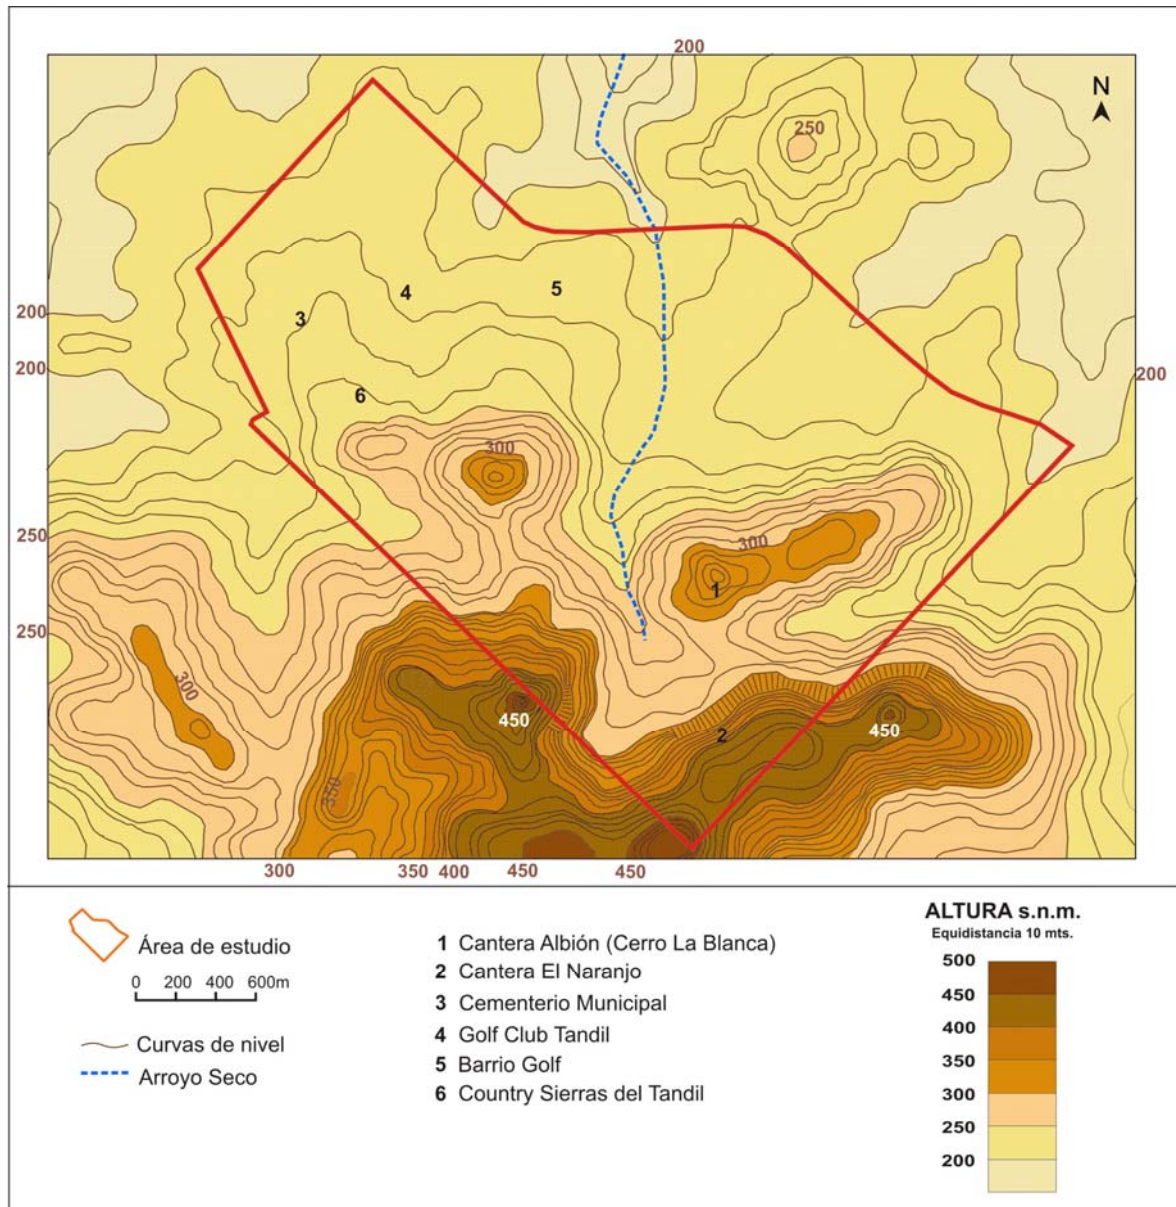 200
N
250
200
3
4
5
200
200
6
300
250
300
1
250
300
450
2
450
350
300
350
400
450
450
Área de estudio
0 200 400 600m
Curvas de nivel
Arroyo Seco
1 Cantera Albión (Cerro La Blanca)
2 Cantera El Naranjo
3 Cementerio Municipal
4 Golf Club Tandil
5 Barrio Golf
6 Country Sierras del Tandil
ALTURA s.n.m.
Equidistancia 10 mts.
500
450
400
350
300
250
200